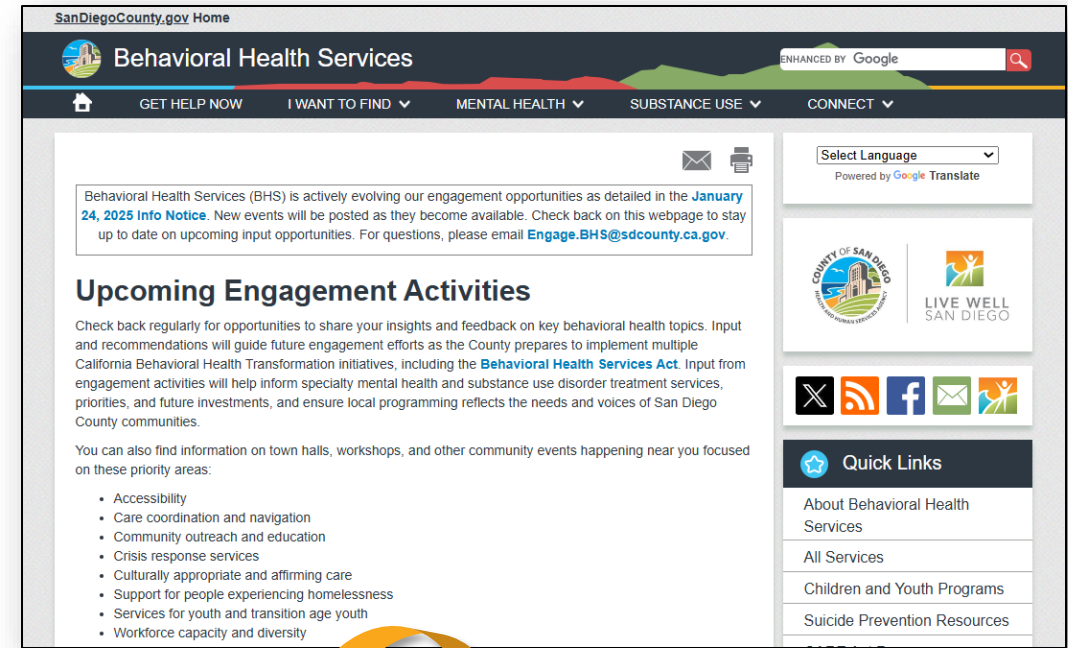 SanDiegoCounty.gov Home
Behavioral Health Services
ENHANCED BY Google
GET HELP NOW
I WANT TO FIND
MENTAL HEALTH
SUBSTANCE USE
CONNECT
Behavioral Health Services (BHS) is actively evolving our engagement opportunities as detailed in the January
24, 2025 Info Notice. New events will be posted as they become available. Check back on this webpage to stay
up to date on upcoming input opportunities. For questions, please email Engage.BHS@sdcounty.ca.gov.
Upcoming Engagement Activities
Check back regularly for opportunities to share your insights and feedback on key behavioral health topics. Input
and recommendations will guide future engagement efforts as the County prepares to implement multiple
California Behavioral Health Transformation initiatives, including the Behavioral Health Services Act. Input from
engagement activities will help inform specialty mental health and substance use disorder treatment services,
priorities, and future investments, and ensure local programming reflects the needs and voices of San Diego
County communities.
You can also find information on town halls, workshops, and other community events happening near you focused
on these priority areas:
• Accessibility
• Care coordination and navigation
• Community outreach and education
• Crisis response services
• Culturally appropriate and affirming care
• Support for people experiencing homelessness
• Services for youth and transition age youth
• Workforce capacity and diversity
Select Language
Powered by Google Translate
COUNTY OF SAN DIEGO
HEALTH AND HUMAN SERVICES AGENCY
LIVE WELL
SAN DIEGO
Quick Links
About Behavioral Health
Services
All Services
Children and Youth Programs
Suicide Prevention Resources